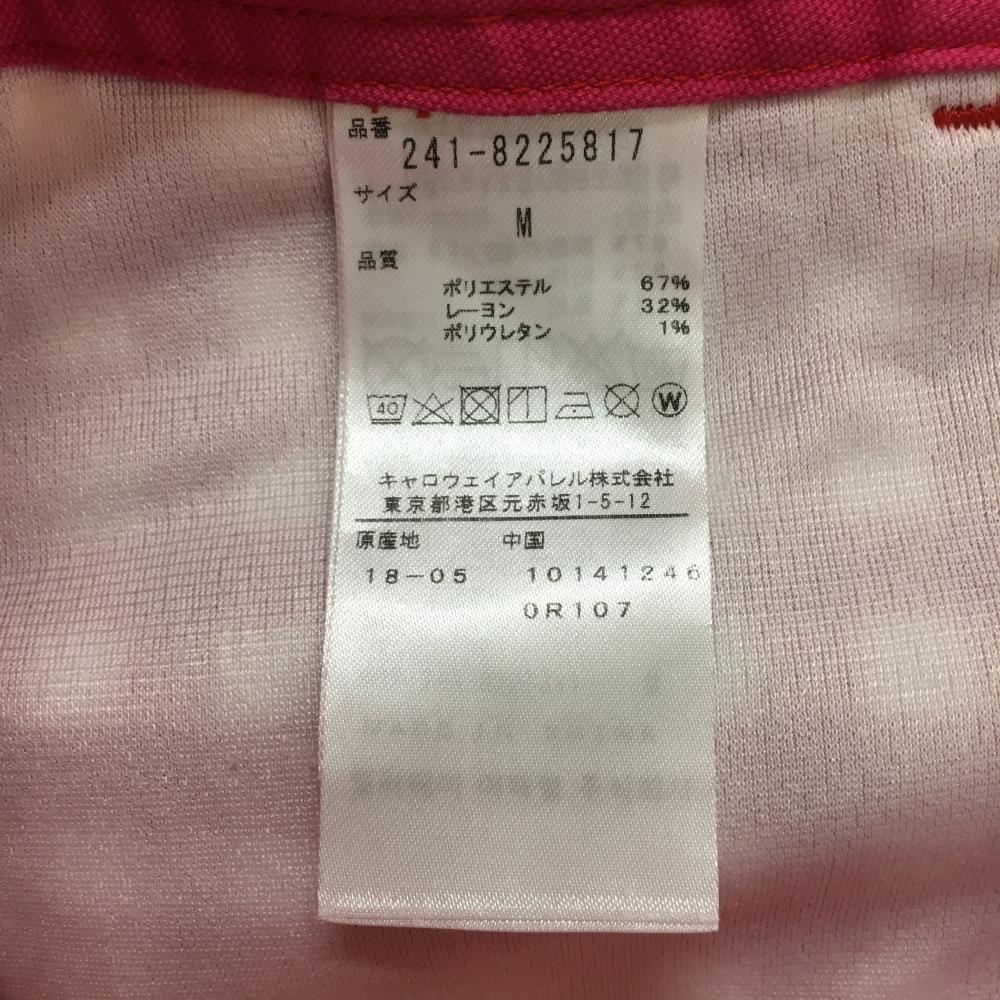 品番
241-8225817
サイズ
M
品質
ポリエステル 67%
レーヨン 32%
ポリウレタン 1%
40 W
キャロウェイアパレル株式会社
東京都港区元赤坂1-5-12
原産地 中国
18-05 10141246
0R107